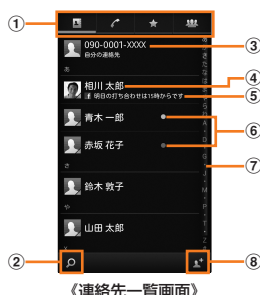 ①
③
090-0001-XXXX
自分の連絡先
あ
④
相川 太郎
⑤
明日の打ち合わせは15時からです
青木 一郎
⑥
赤坂 花子
さ
⑦
鈴木 敦子
や
山田 太郎
②
⑧
《連絡先一覧画面》